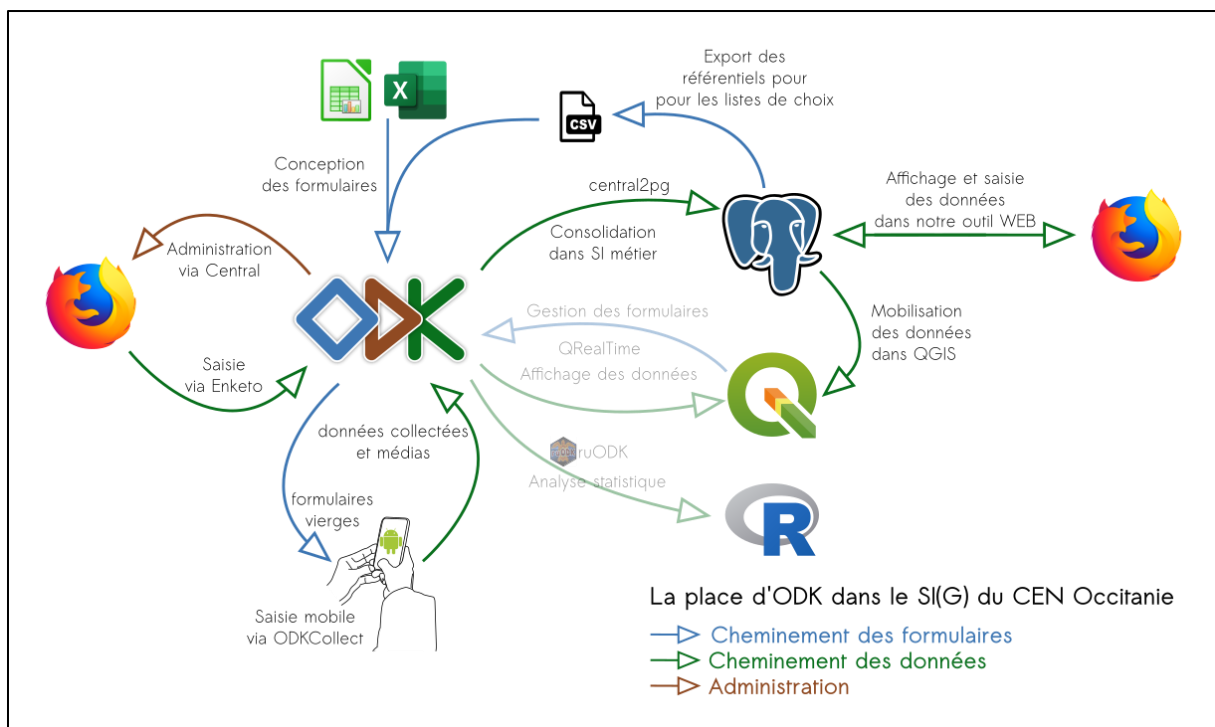 Export des
référentiels pour
pour les listes de choix
X
CSV
Conception
des formulaires
central2pg
Affichage et saisie
des données
dans notre outil WEB
Consolidation
dans SI métier
Administration
via Central
ODK
Gestion des formulaires
Mobilisation
des données
dans QGIS
QRealTime
Affichage des données
Saisie
via Enketo
données collectées
et médias
ruODK
Analyse statistique
formulaires
vierges
R
Saisie mobile
via ODKCollect
La place d'ODK dans le SI(G) du CEN Occitanie
Cheminement des formulaires
Cheminement des données
Administration